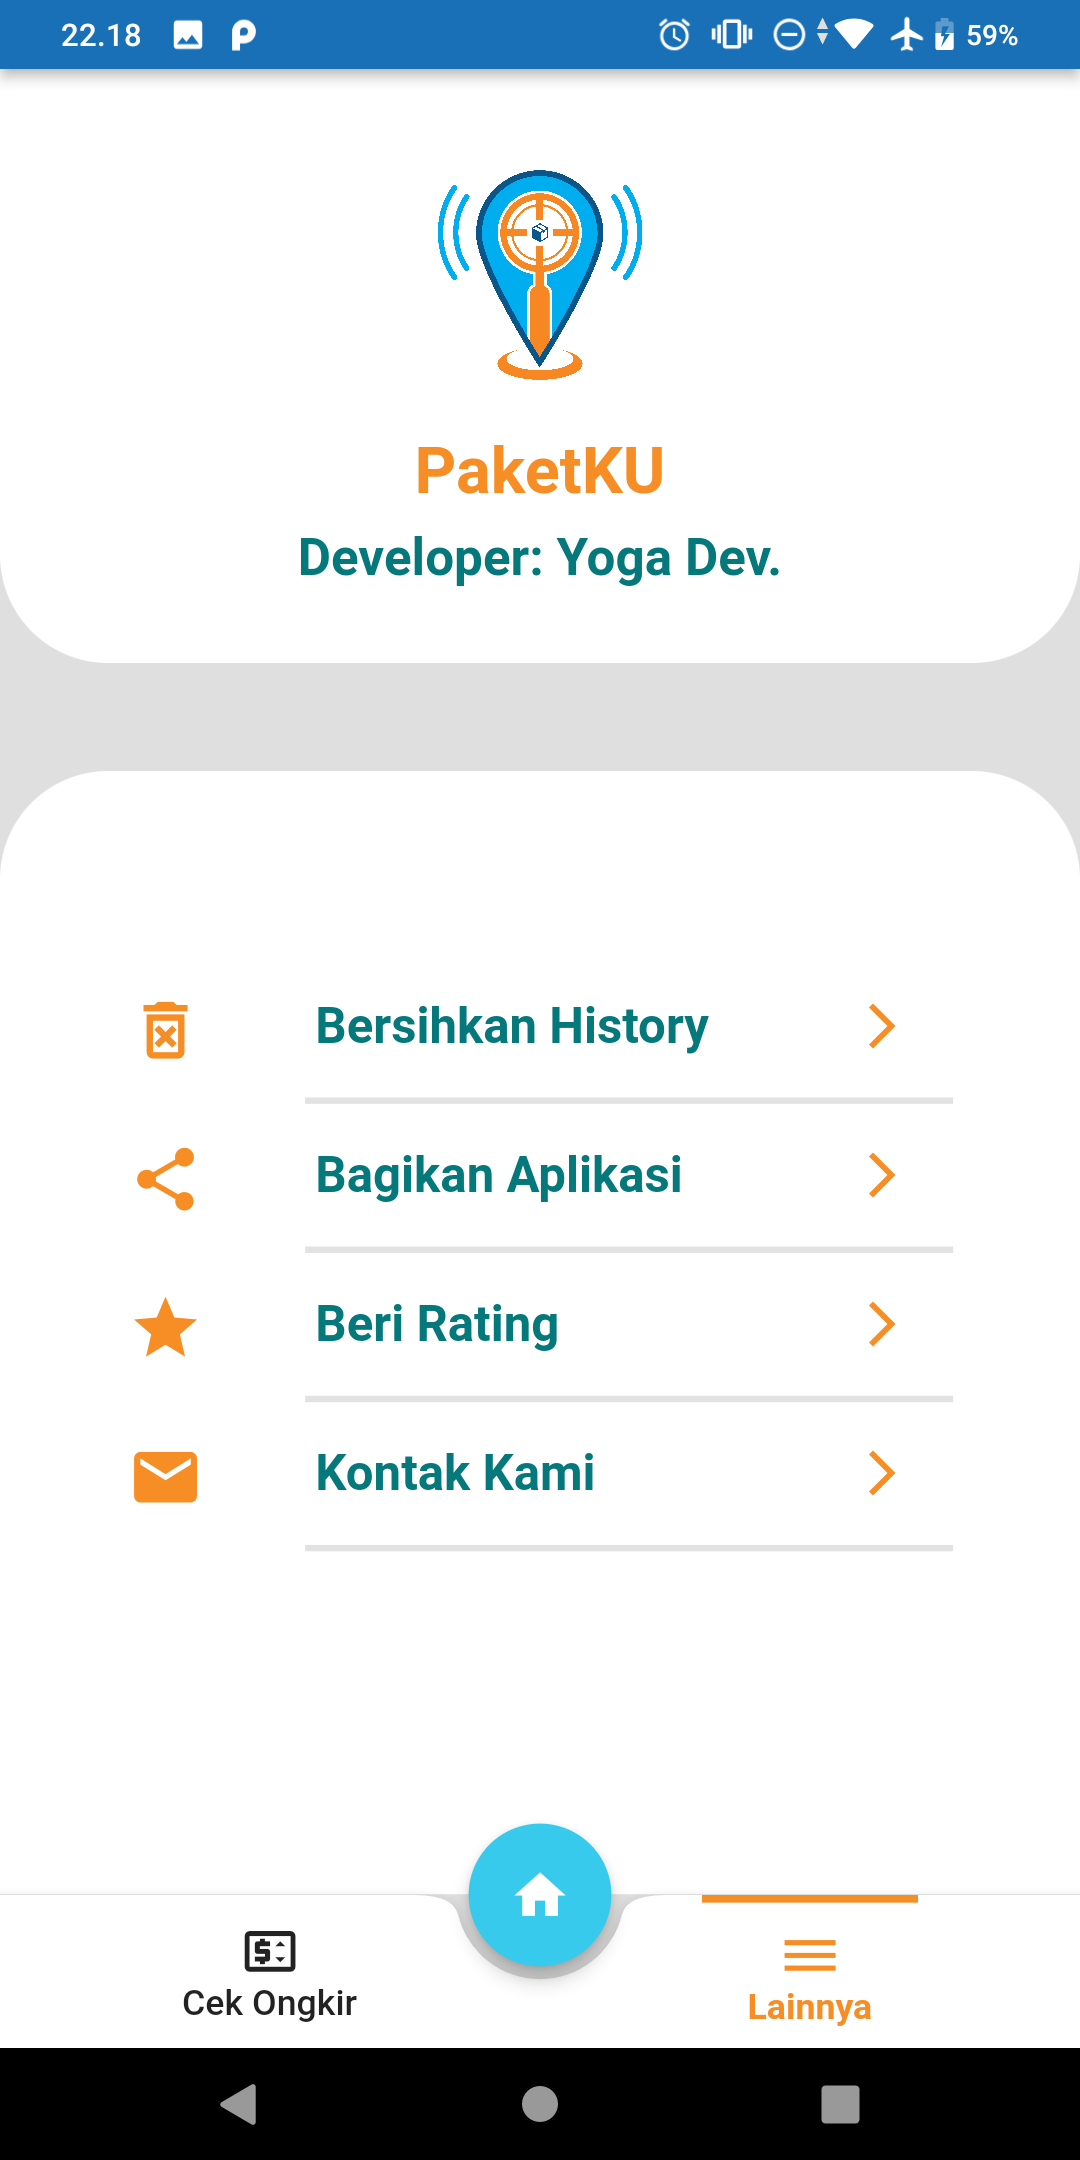 22.18
59%
PaketKU
Developer: Yoga Dev.
Bersihkan History
Bagikan Aplikasi
Beri Rating
Kontak Kami
Cek Ongkir
Lainnya